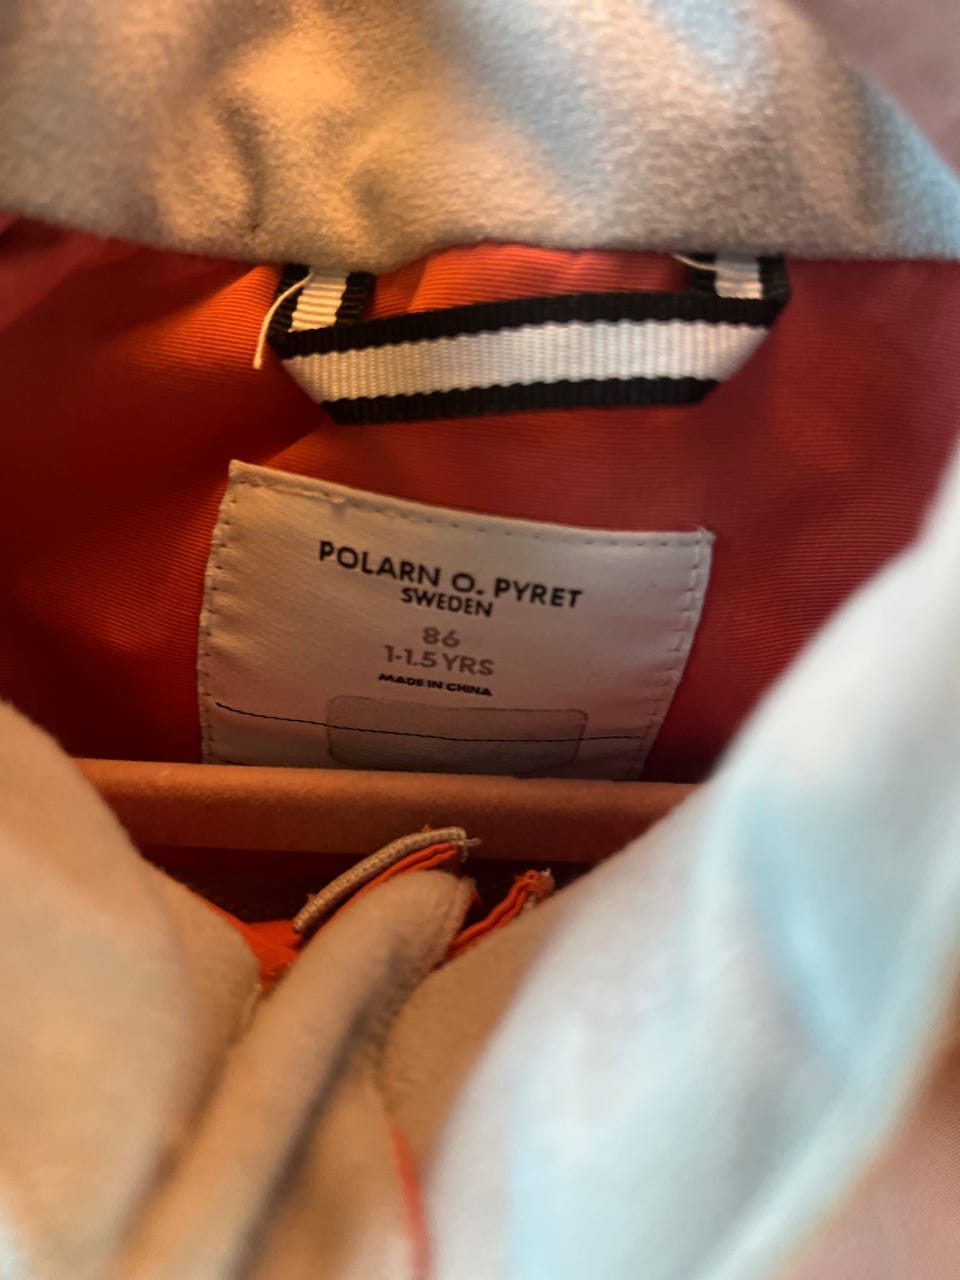 POLARN O. PYRET
SWEDEN
86
1-1.5 YRS
MADE IN CHINA